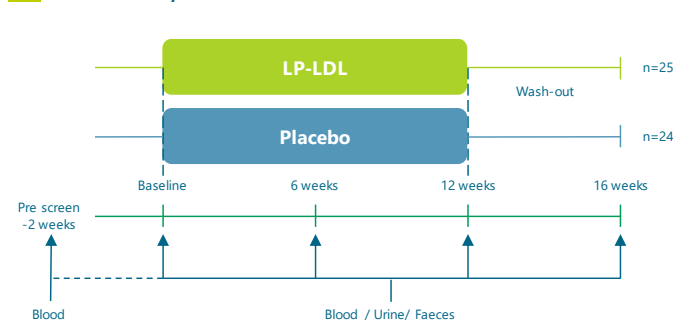 LP-LDL
n=25
Wash-out
Placebo
n=24
Baseline
6 weeks
12 weeks
16 weeks
Pre screen
-2 weeks
Blood
Blood / Urine/ Faeces